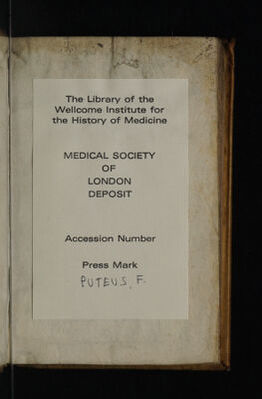 The Library of the
Wellcome Institute for
the History of Medicine
MEDICAL SOCIETY
OF
LONDON
DEPOSIT
Accession Number
Press Mark
PUTEUS, F.